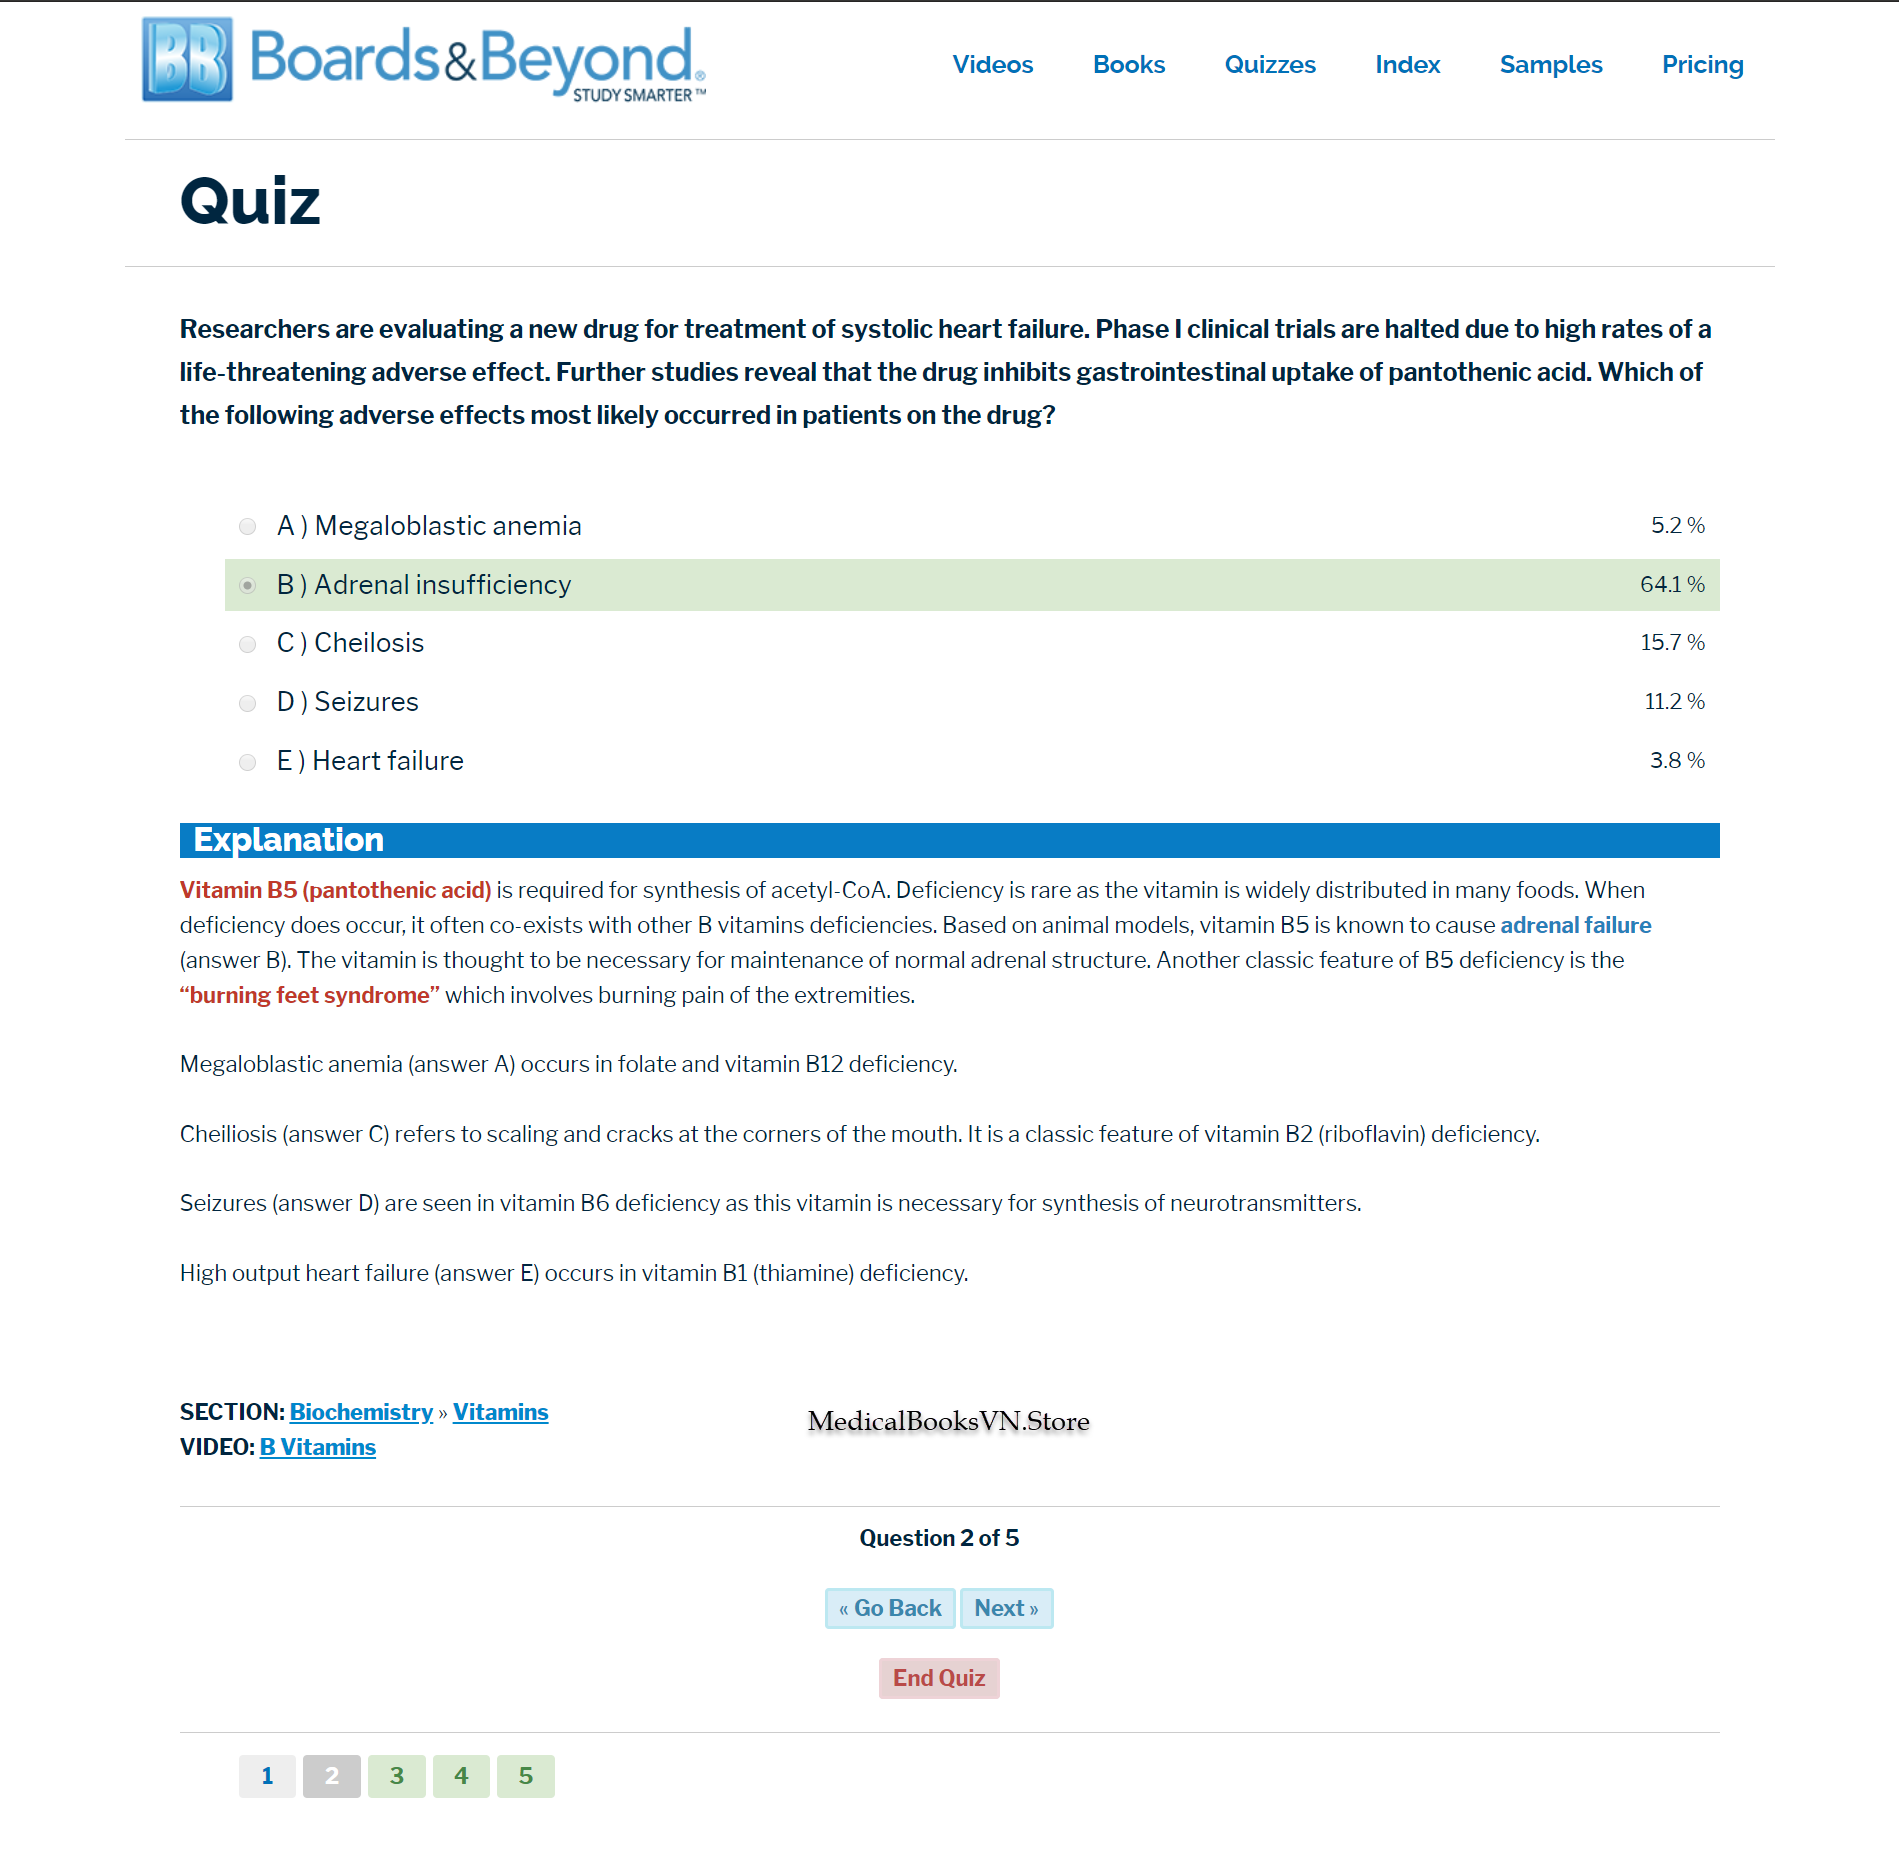 BB Boards&Beyond.®
STUDY SMARTER™
Videos Books Quizzes Index Samples Pricing
Quiz
Researchers are evaluating a new drug for treatment of systolic heart failure. Phase I clinical trials are halted due to high rates of a
life-threatening adverse effect. Further studies reveal that the drug inhibits gastrointestinal uptake of pantothenic acid. Which of
the following adverse effects most likely occurred in patients on the drug?
A ) Megaloblastic anemia 5.2 %
B ) Adrenal insufficiency 64.1 %
C ) Cheilosis 15.7 %
D ) Seizures 11.2 %
E ) Heart failure 3.8 %
Explanation
Vitamin B5 (pantothenic acid) is required for synthesis of acetyl-CoA. Deficiency is rare as the vitamin is widely distributed in many foods. When
deficiency does occur, it often co-exists with other B vitamins deficiencies. Based on animal models, vitamin B5 is known to cause adrenal failure
(answer B). The vitamin is thought to be necessary for maintenance of normal adrenal structure. Another classic feature of B5 deficiency is the
“burning feet syndrome” which involves burning pain of the extremities.
Megaloblastic anemia (answer A) occurs in folate and vitamin B12 deficiency.
Cheiliosis (answer C) refers to scaling and cracks at the corners of the mouth. It is a classic feature of vitamin B2 (riboflavin) deficiency.
Seizures (answer D) are seen in vitamin B6 deficiency as this vitamin is necessary for synthesis of neurotransmitters.
High output heart failure (answer E) occurs in vitamin B1 (thiamine) deficiency.
SECTION: Biochemistry » Vitamins
MedicalBooksVN.Store
VIDEO: B Vitamins
Question 2 of 5
« Go Back Next »
End Quiz
1 2 3 4 5